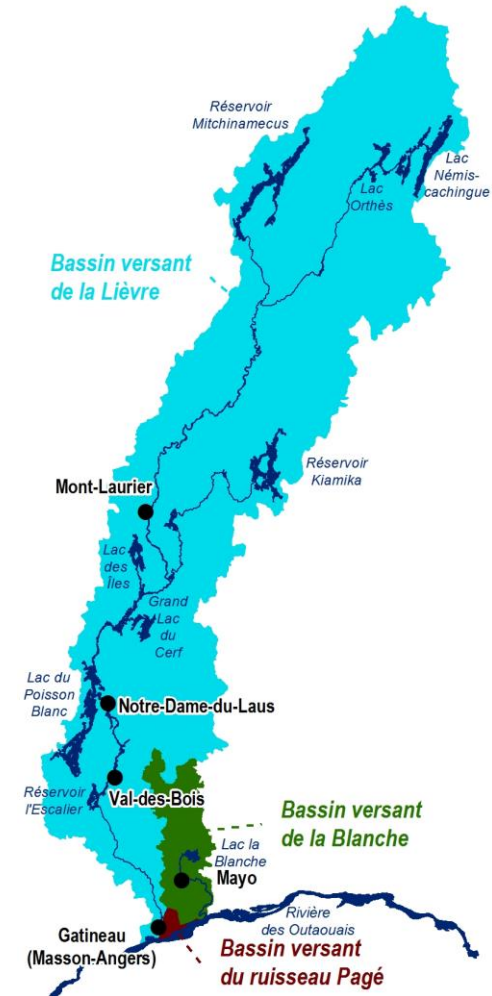 Réservoir
Mitchinamecus
Lac
Némis-
cachingue
Lac
Orthès
Bassin versant
de la Lièvre
Réservoir
Kiamika
Mont-Laurier
Lac
des
Îles
Grand
Lac
du
Cerf
Lac du
Poisson
Blanc
Notre-Dame-du-Laus
Réservoir
l'Escalier
Val-des-Bois
Bassin versant
de la Blanche
Lac la
Blanche
Mayo
Rivière
des Outaouais
Gatineau
(Masson-Angers)
Bassin versant
du ruisseau Pagé